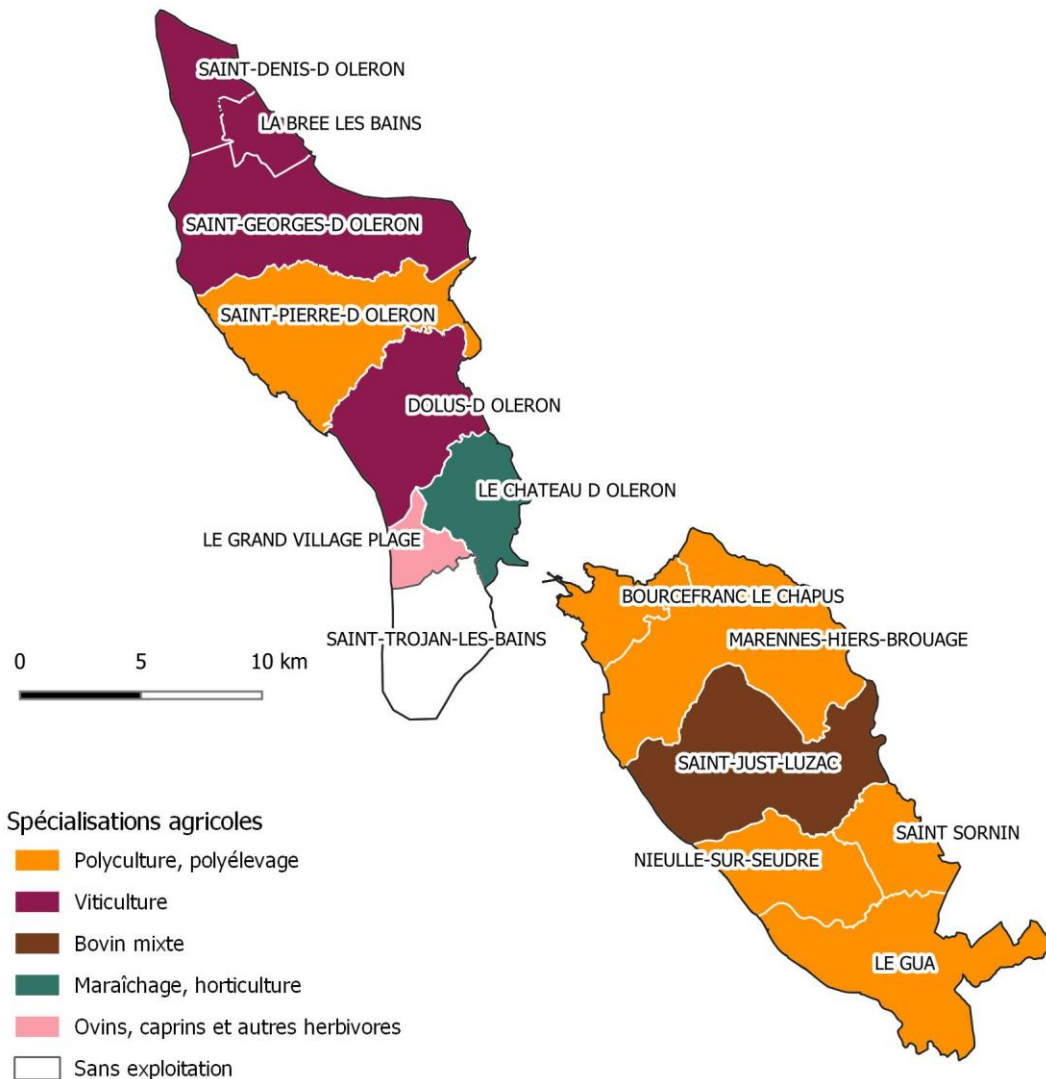 SAINT-DENIS-D OLERON
LA BREE LES BAINS
SAINT-GEORGES-D OLERON
SAINT-PIERRE-D OLERON
DOLUS-D OLERON
LE CHATEAU D OLERON
LE GRAND VILLAGE PLAGE
BOURCEFRANC LE CHAPUS
SAINT-TROJAN-LES-BAINS
MARENNES-HIERS-BROUAGE
0 5 10 km
SAINT-JUST-LUZAC
SAINT SORNIN
NIEULLE-SUR-SEUDRE
LE GUA
Spécialisations agricoles
Polyculture, polyélevage
Viticulture
Bovin mixte
Maraîchage, horticulture
Ovins, caprins et autres herbivores
Sans exploitation